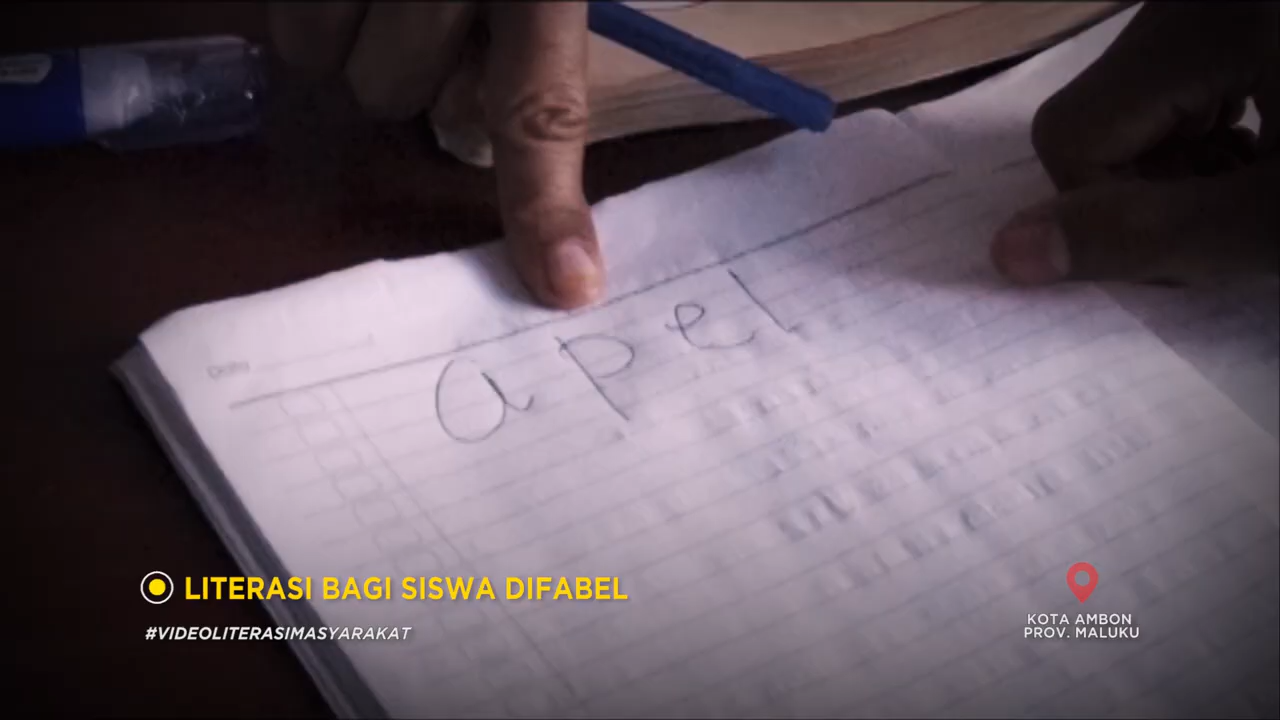 apel
LITERASI BAGI SISWA DIFABEL
#VIDEOLITERASIMASYARAKAT
KOTA AMBON
PROV. MALUKU